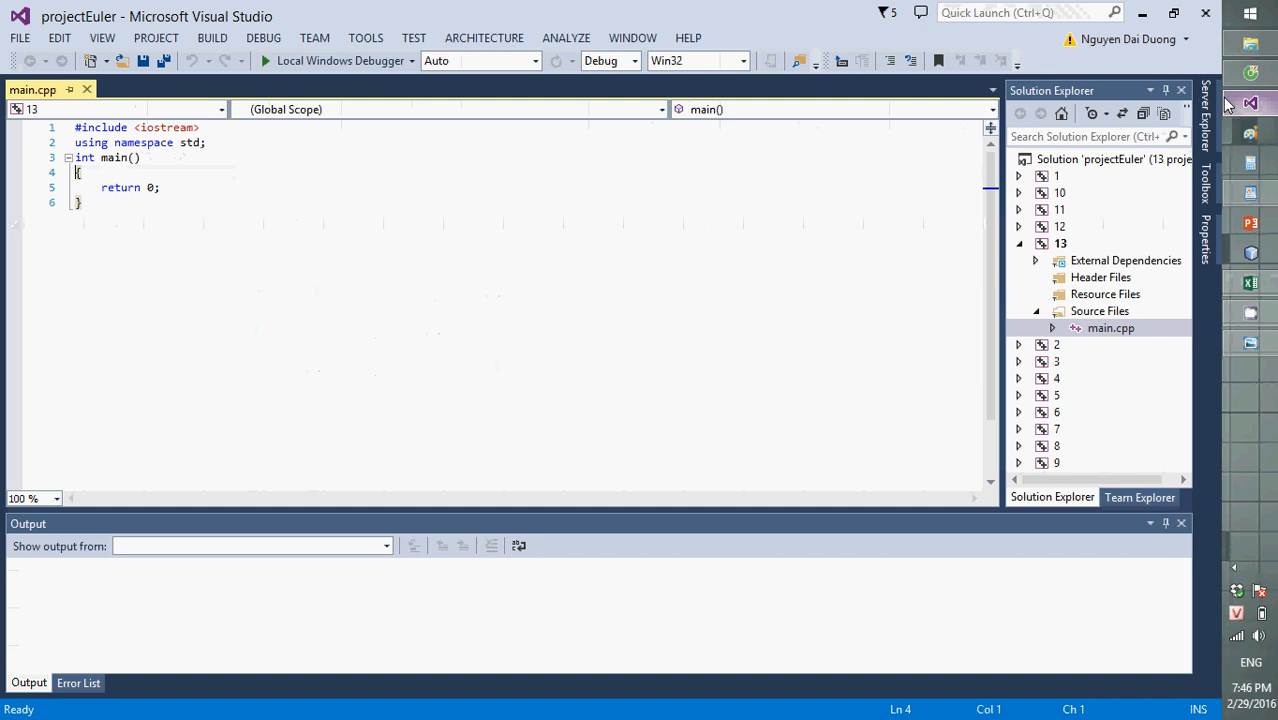 projectEuler - Microsoft Visual Studio
5
Quick Launch (Ctrl+Q)
FILE EDIT VIEW PROJECT BUILD DEBUG TEAM TOOLS TEST ARCHITECTURE ANALYZE WINDOW HELP
Nguyen Dai Duong
Local Windows Debugger Auto Debug Win32
main.cpp
13 (Global Scope) main()
1 #include <iostream>
2 using namespace std;
3 int main()
4 {
5 return 0;
6 }
100 %
Solution Explorer
Search Solution Explorer (Ctrl+
Solution 'projectEuler' (13 proje
1
10
11
12
13
External Dependencies
Header Files
Resource Files
Source Files
main.cpp
2
3
4
5
6
7
8
9
Solution Explorer Team Explorer
Server Explorer
Toolbox
Properties
Output
Show output from:
Output Error List
Ready Ln 4 Col 1 Ch 1 INS
ENG
7:46 PM
2/29/2016